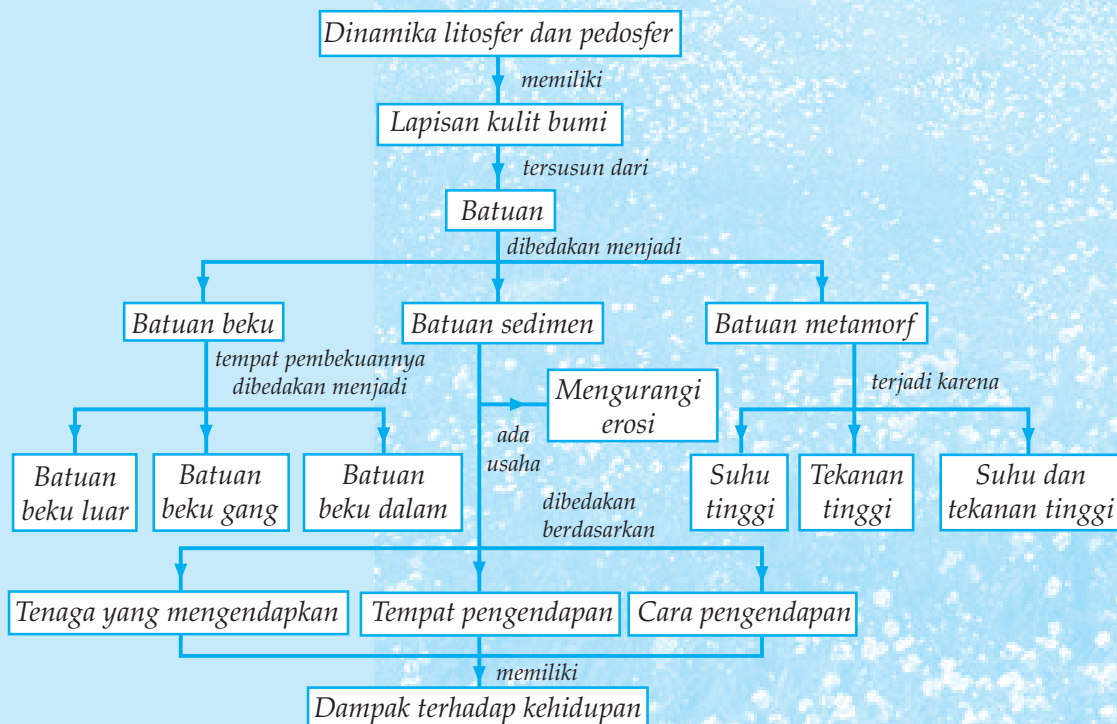 Dinamika litosfer dan pedosfer
memiliki
Lapisan kulit bumi
tersusun dari
Batuan
dibedakan menjadi
Batuan beku
Batuan sedimen
Batuan metamorf
tempat pembekuannya
dibedakan menjadi
terjadi karena
Mengurangi
erosi
ada
usaha
Batuan
beku luar
Batuan
beku gang
Batuan
beku dalam
Suhu
tinggi
Tekanan
tinggi
Suhu dan
tekanan tinggi
dibedakan
berdasarkan
Tenaga yang mengendapkan
Tempat pengendapan
Cara pengendapan
memiliki
Dampak terhadap kehidupan